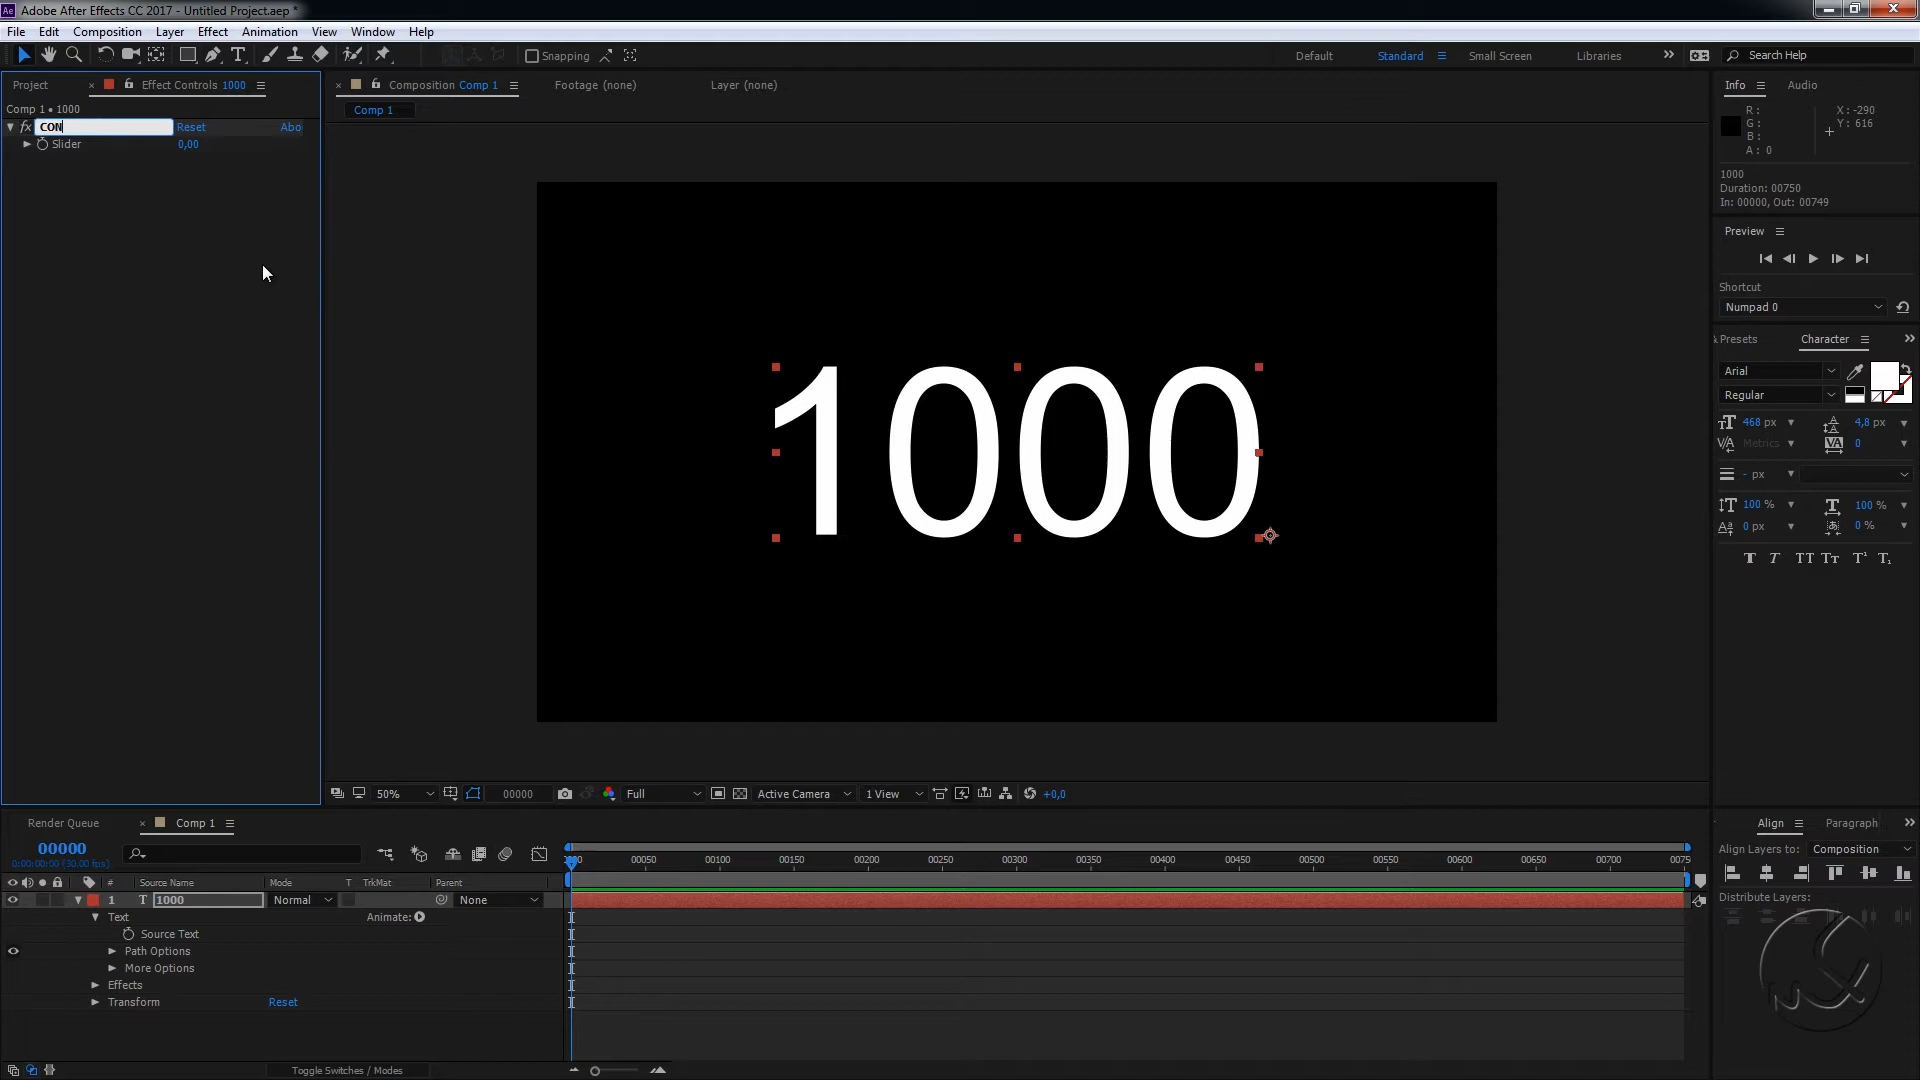 Ae Adobe After Effects CC 2017 - Untitled Project.aep *
File Edit Composition Layer Effect Animation View Window Help
Snapping Default Standard Small Screen Libraries Search Help
Project Effect Controls 1000
Composition Comp 1 Footage (none) Layer (none)
Info Audio
Comp 1 • 1000
Comp 1
fx CON Reset Abo
Slider 0,00
R :
G :
B :
A : 0
X : -290
Y : 616
1000
Duration: 00750
In: 00000, Out: 00749
Preview
Shortcut
Numpad 0
& Presets Character
Arial
Regular
468 px 4,8 px
Metrics 0
- px
100 % 100 %
0 px 0 %
1000
50% 00000 Full Active Camera 1 View +0,0
Render Queue Comp 1
Align Paragraph
Align Layers to: Composition
Distribute Layers:
00000
0:00:00:00 (30.00 fps)
00050 00100 00150 00200 00250 00300 00350 00400 00450 00500 00550 00600 00650 00700 0075
# Source Name Mode T TrkMat Parent
1 T 1000 Normal None
Text Animate:
Source Text
Path Options
More Options
Effects
Transform Reset
Toggle Switches / Modes